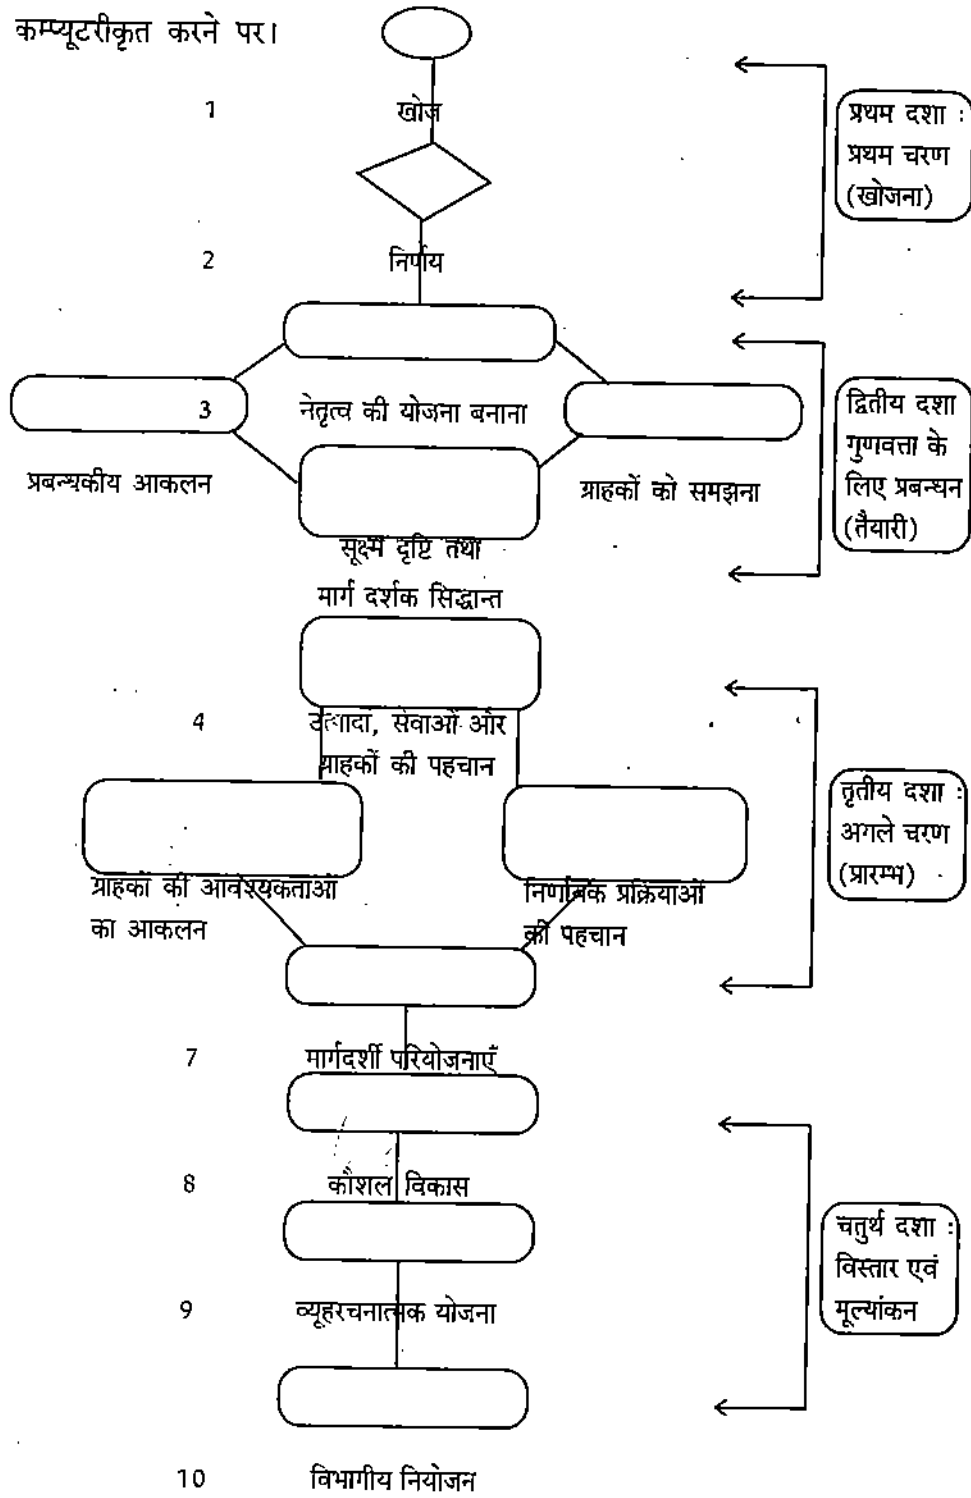 कम्प्यूटरीकृत करने पर।
1 खोज
प्रथम दशा :
प्रथम चरण
(खोजना)
2 निर्णय
3 नेतृत्व की योजना बनाना
प्रबन्धकीय आकलन
ग्राहकों को समझना
सूक्ष्म दृष्टि तथा
मार्ग दर्शक सिद्धान्त
द्वितीय दशा
गुणवत्ता के
लिए प्रबन्धन
(तैयारी)
4 उत्पादों, सेवाओं और
ग्राहकों की पहचान
ग्राहकों की आवश्यकताओं
का आकलन
निर्णायक प्रक्रियाओं
की पहचान
तृतीय दशा :
अगले चरण
(प्रारम्भ)
7 मार्गदर्शी परियोजनाएँ
8 कौशल विकास
9 व्यूहरचनात्मक योजना
चतुर्थ दशा :
विस्तार एवं
मूल्यांकन
10 विभागीय नियोजन